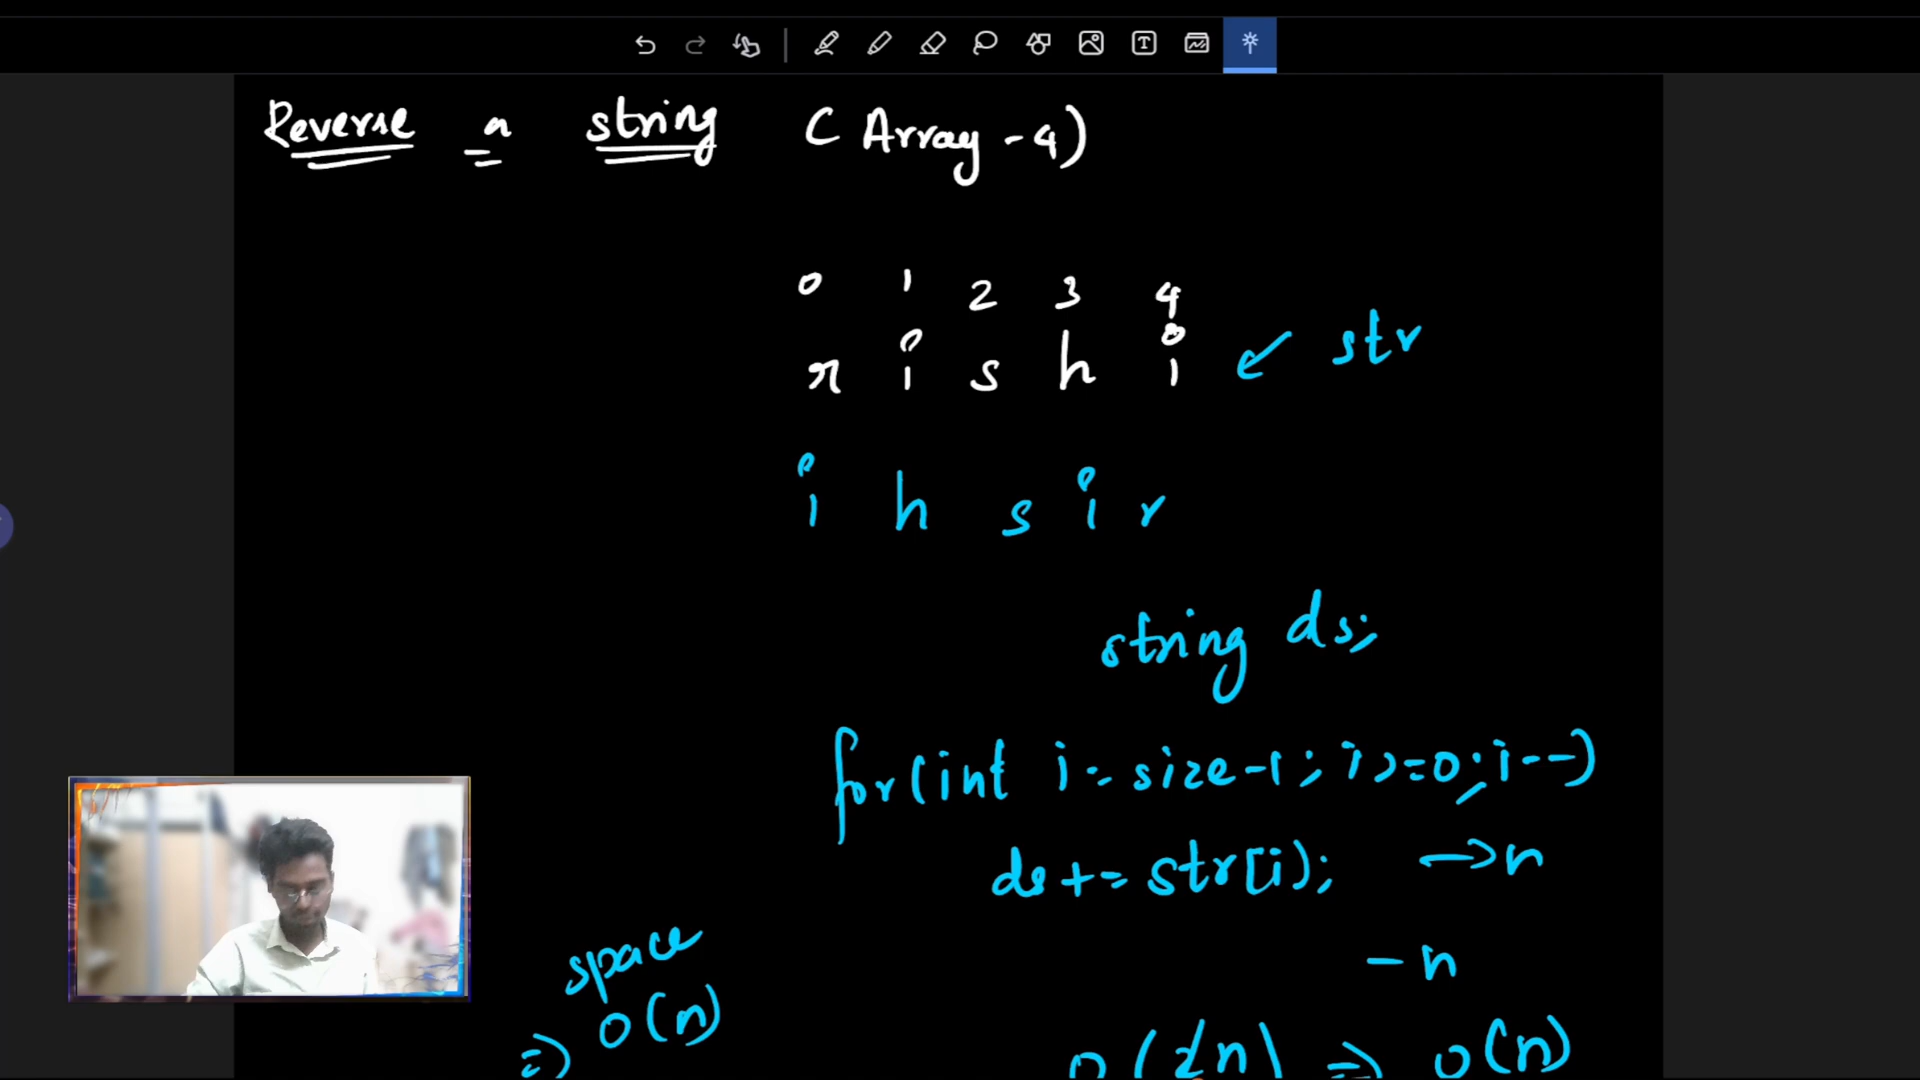 Reverse a string (Array-4)
0 1 2 3 4
r i s h i ↙ str
i h s i r
string ds;
for(int i=size-1; i>=0; i--)
ds += str[i]; → n
space - n
O(n)
=> O(2n) => O(n)